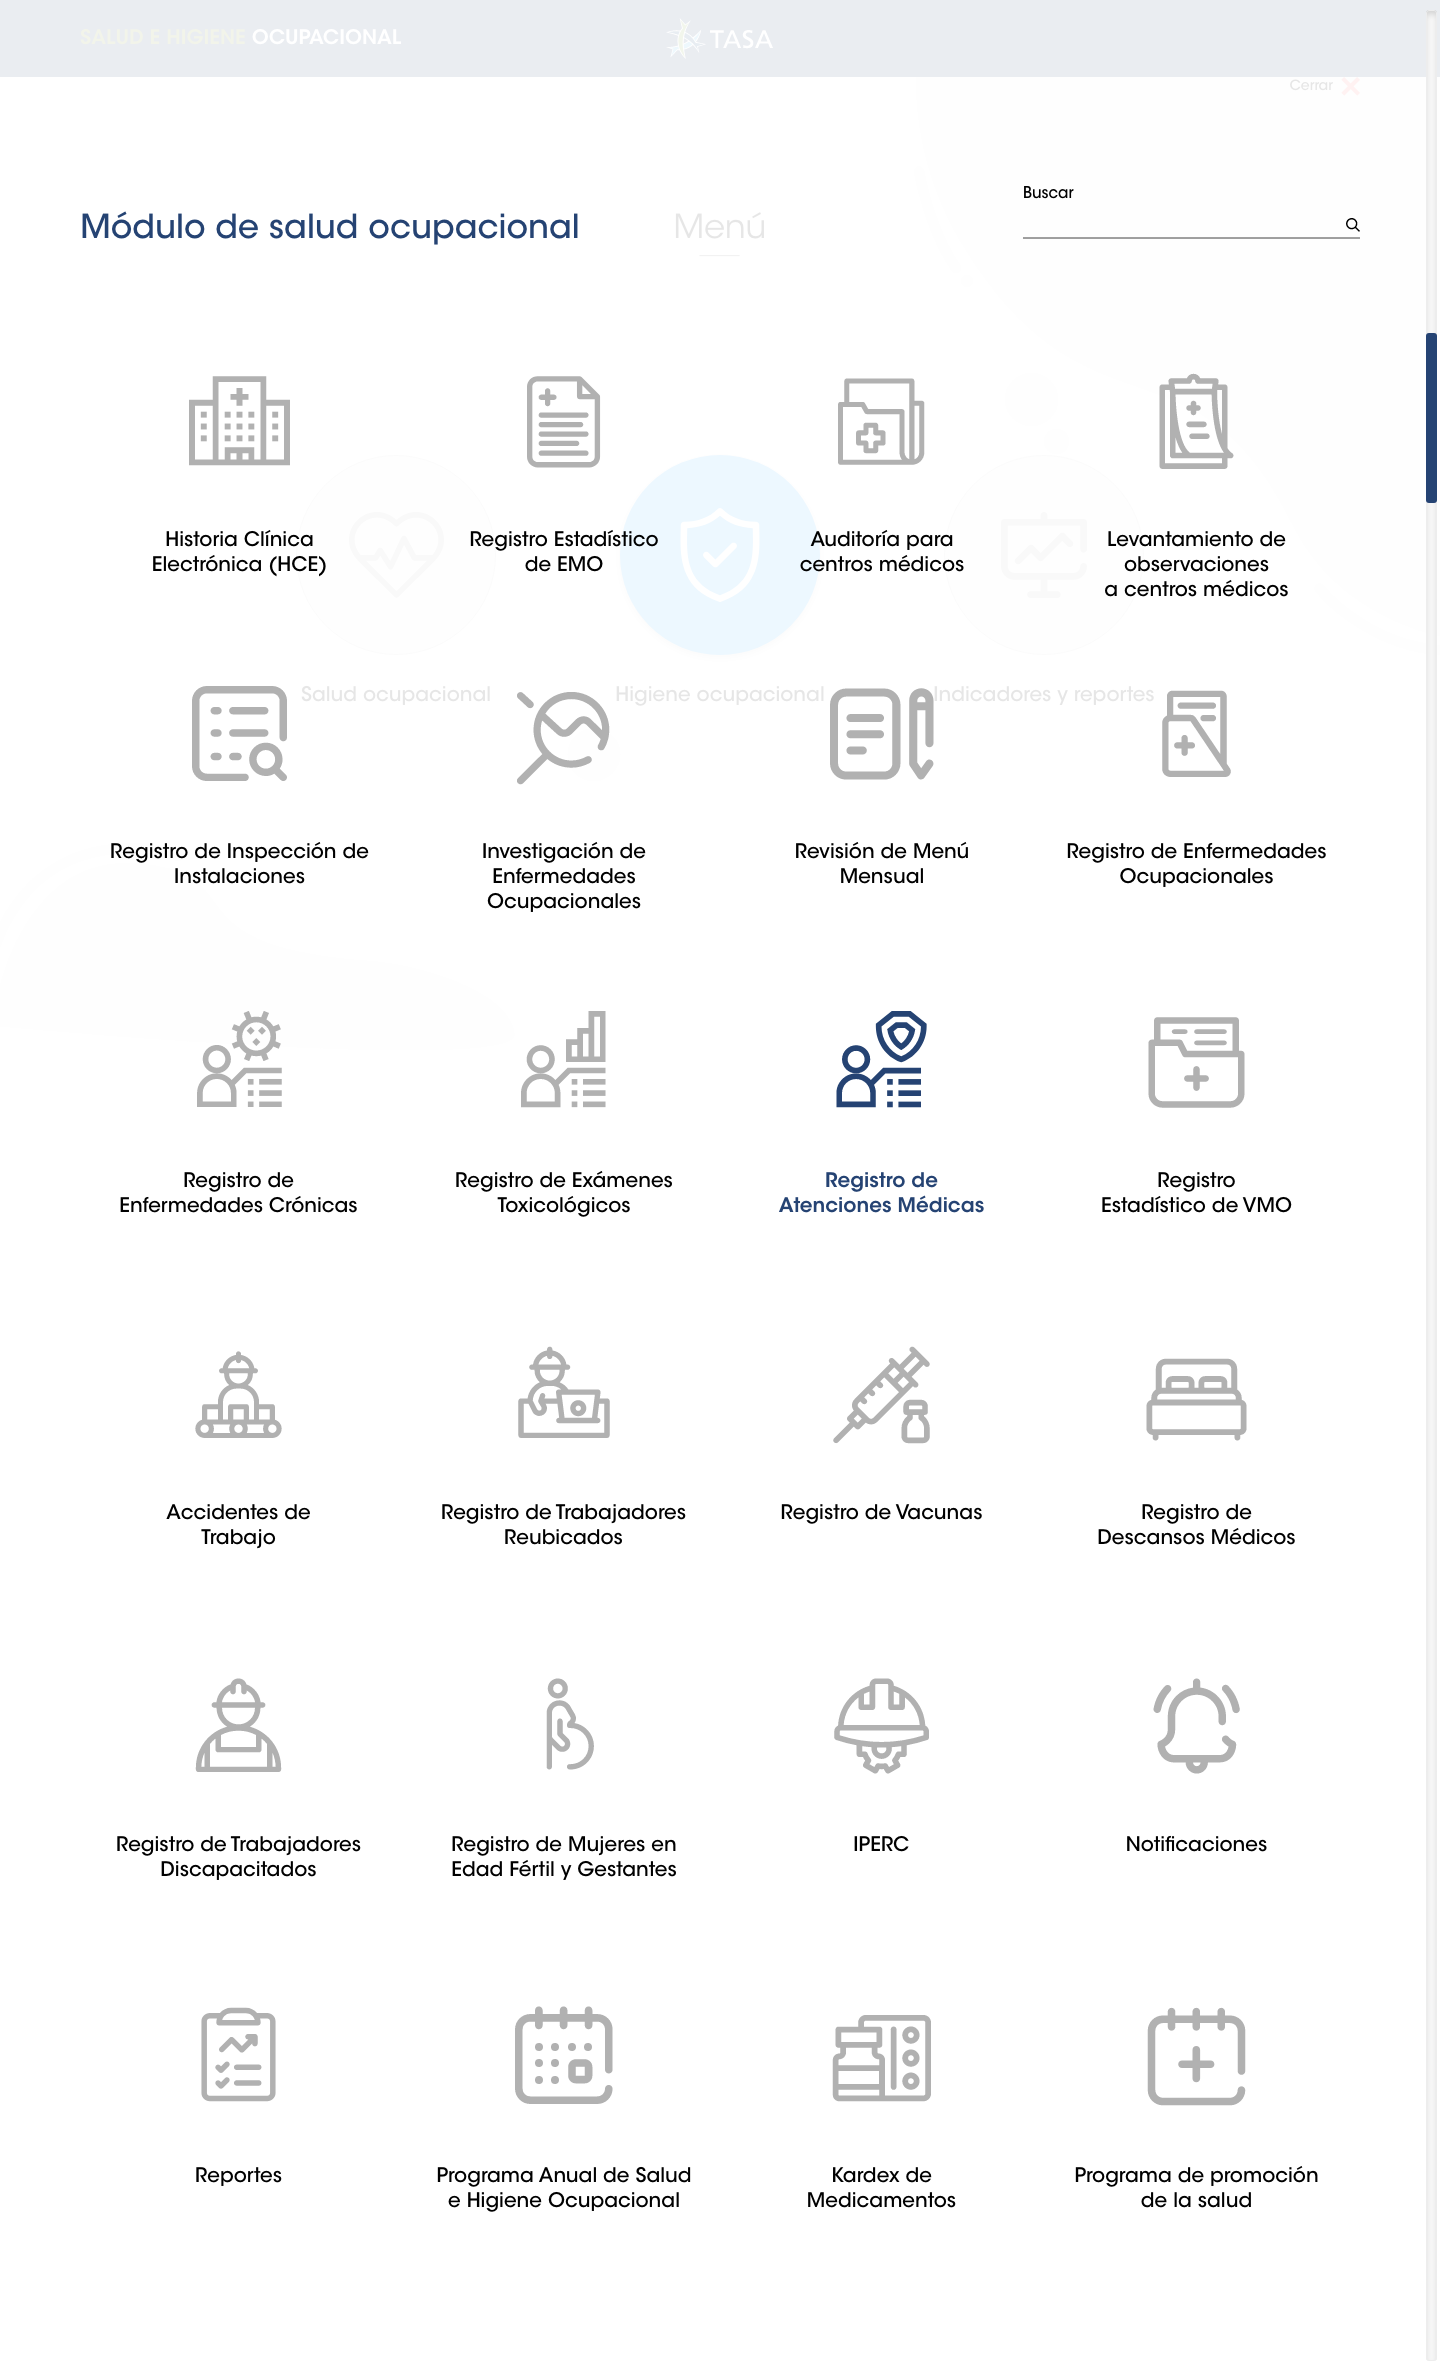 SALUD E HIGIENE OCUPACIONAL
TASA
Cerrar
Buscar
Módulo de salud ocupacional
Menú
Historia Clínica
Electrónica (HCE)
Registro Estadístico
de EMO
Auditoría para
centros médicos
Levantamiento de
observaciones
a centros médicos
Salud ocupacional
Higiene ocupacional
Indicadores y reportes
Registro de Inspección de
Instalaciones
Investigación de
Enfermedades
Ocupacionales
Revisión de Menú
Mensual
Registro de Enfermedades
Ocupacionales
Registro de
Enfermedades Crónicas
Registro de Exámenes
Toxicológicos
Registro de
Atenciones Médicas
Registro
Estadístico de VMO
Accidentes de
Trabajo
Registro de Trabajadores
Reubicados
Registro de Vacunas
Registro de
Descansos Médicos
Registro de Trabajadores
Discapacitados
Registro de Mujeres en
Edad Fértil y Gestantes
IPERC
Notificaciones
Reportes
Programa Anual de Salud
e Higiene Ocupacional
Kardex de
Medicamentos
Programa de promoción
de la salud